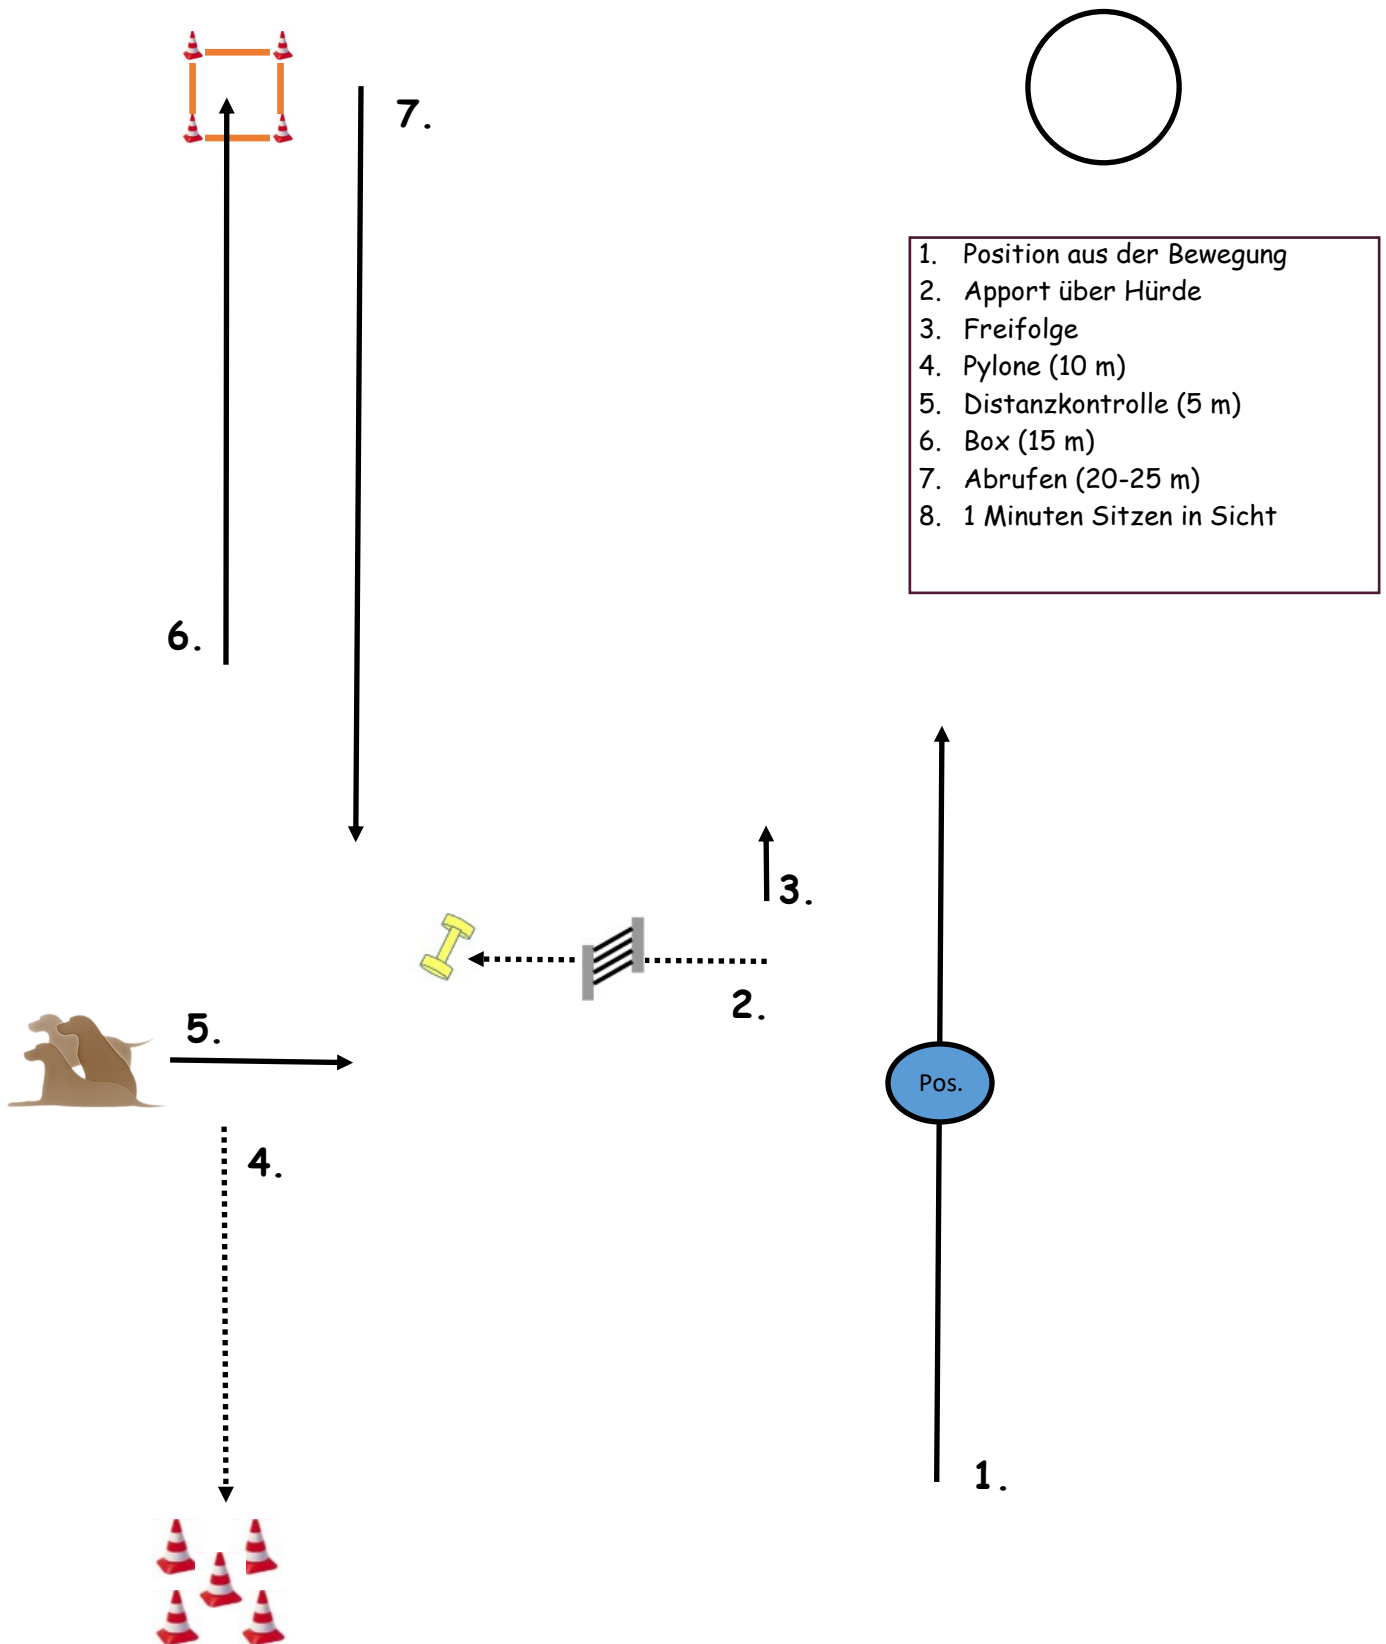 7.
1. Position aus der Bewegung
2. Apport über Hürde
3. Freifolge
4. Pylone (10 m)
5. Distanzkontrolle (5 m)
6. Box (15 m)
7. Abrufen (20-25 m)
8. 1 Minuten Sitzen in Sicht
6.
3.
2.
5.
Pos.
4.
1.